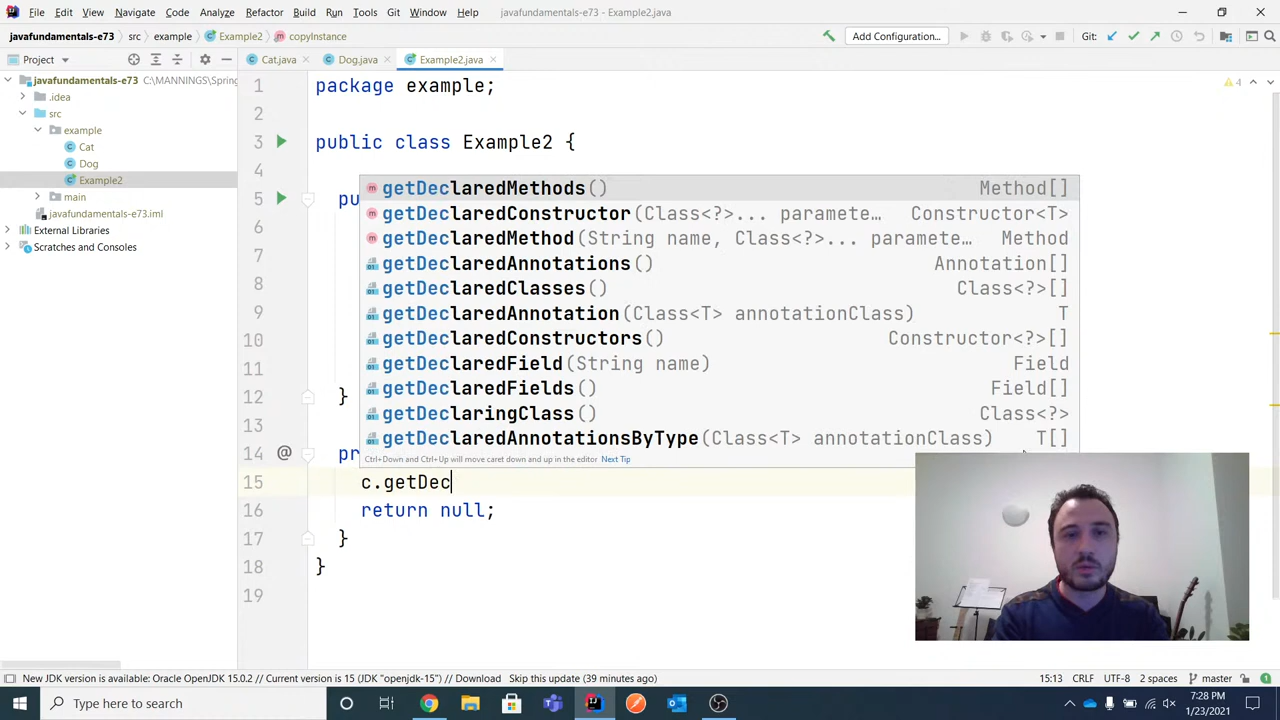 File Edit View Navigate Code Analyze Refactor Build Run Tools Git Window Help javafundamentals-e73 - Example2.java
javafundamentals-e73 src example Example2 copyInstance Add Configuration... Git:
Project Cat.java Dog.java Example2.java
javafundamentals-e73 C:\MANNINGS\Spring
.idea
src
example
Cat
Dog
Example2
main
javafundamentals-e73.iml
External Libraries
Scratches and Consoles
4
1 package example;
2
3 public class Example2 {
4
5 pu
6
7
8
9
10
11
12 }
13
14 @ pr
15 c.getDec
16 return null;
17 }
18 }
19
getDeclaredMethods() Method[]
getDeclaredConstructor(Class<?>... paramete… Constructor<T>
getDeclaredMethod(String name, Class<?>... paramete… Method
getDeclaredAnnotations() Annotation[]
getDeclaredClasses() Class<?>[]
getDeclaredAnnotation(Class<T> annotationClass) T
getDeclaredConstructors() Constructor<?>[]
getDeclaredField(String name) Field
getDeclaredFields() Field[]
getDeclaringClass() Class<?>
getDeclaredAnnotationsByType(Class<T> annotationClass) T[]
Ctrl+Down and Ctrl+Up will move caret down and up in the editor Next Tip
New JDK version is available: Oracle OpenJDK 15.0.2 // Current version is 15 (JDK "openjdk-15") // Download Skip this update (39 minutes ago) 15:13 CRLF UTF-8 2 spaces master
Type here to search
7:28 PM
1/23/2021